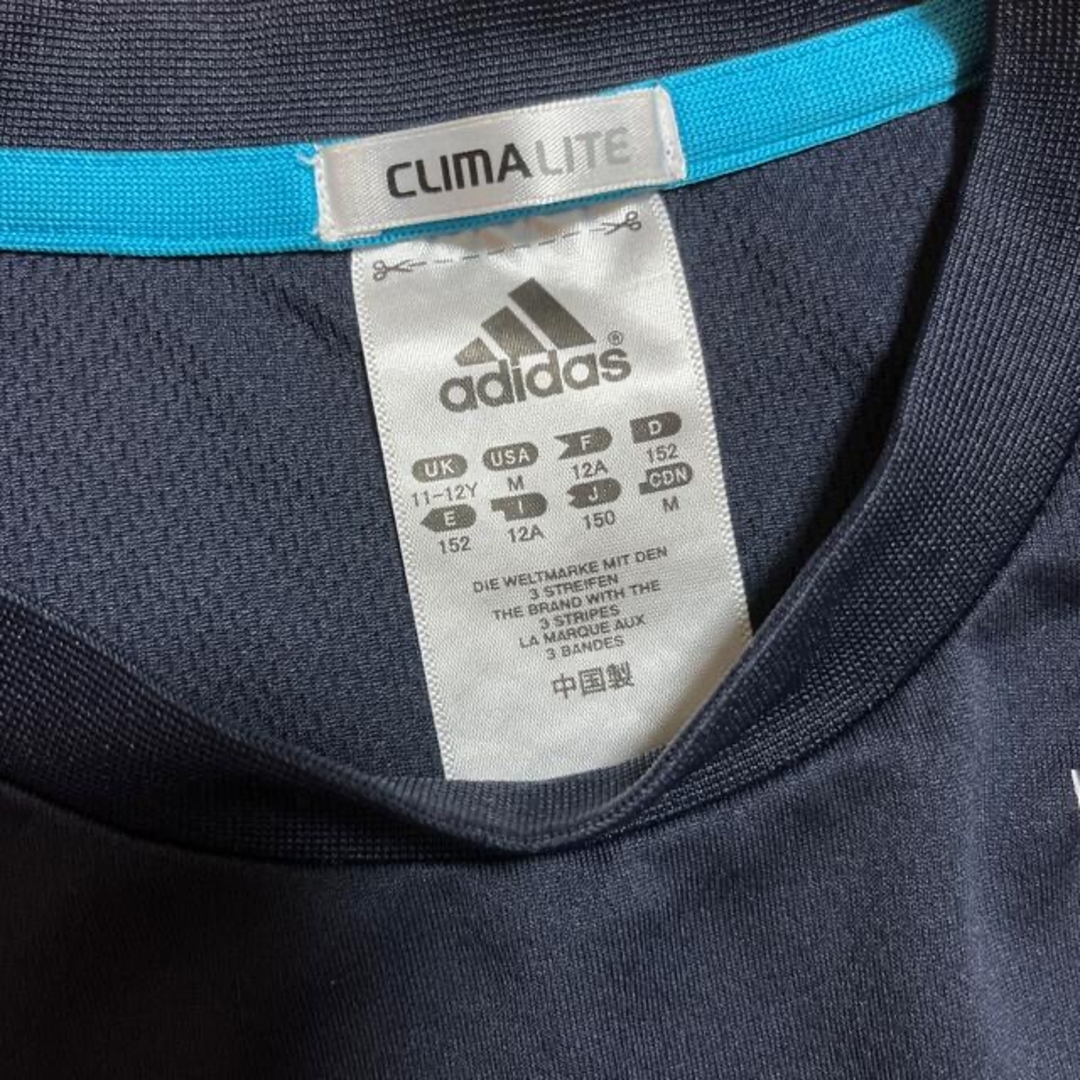 CLIMALITE
adidas®
UK USA F D
11-12Y M 12A 152
E I J CDN
152 12A 150 M
DIE WELTMARKE MIT DEN
3 STREIFEN
THE BRAND WITH THE
3 STRIPES
LA MARQUE AUX
3 BANDES
中国製